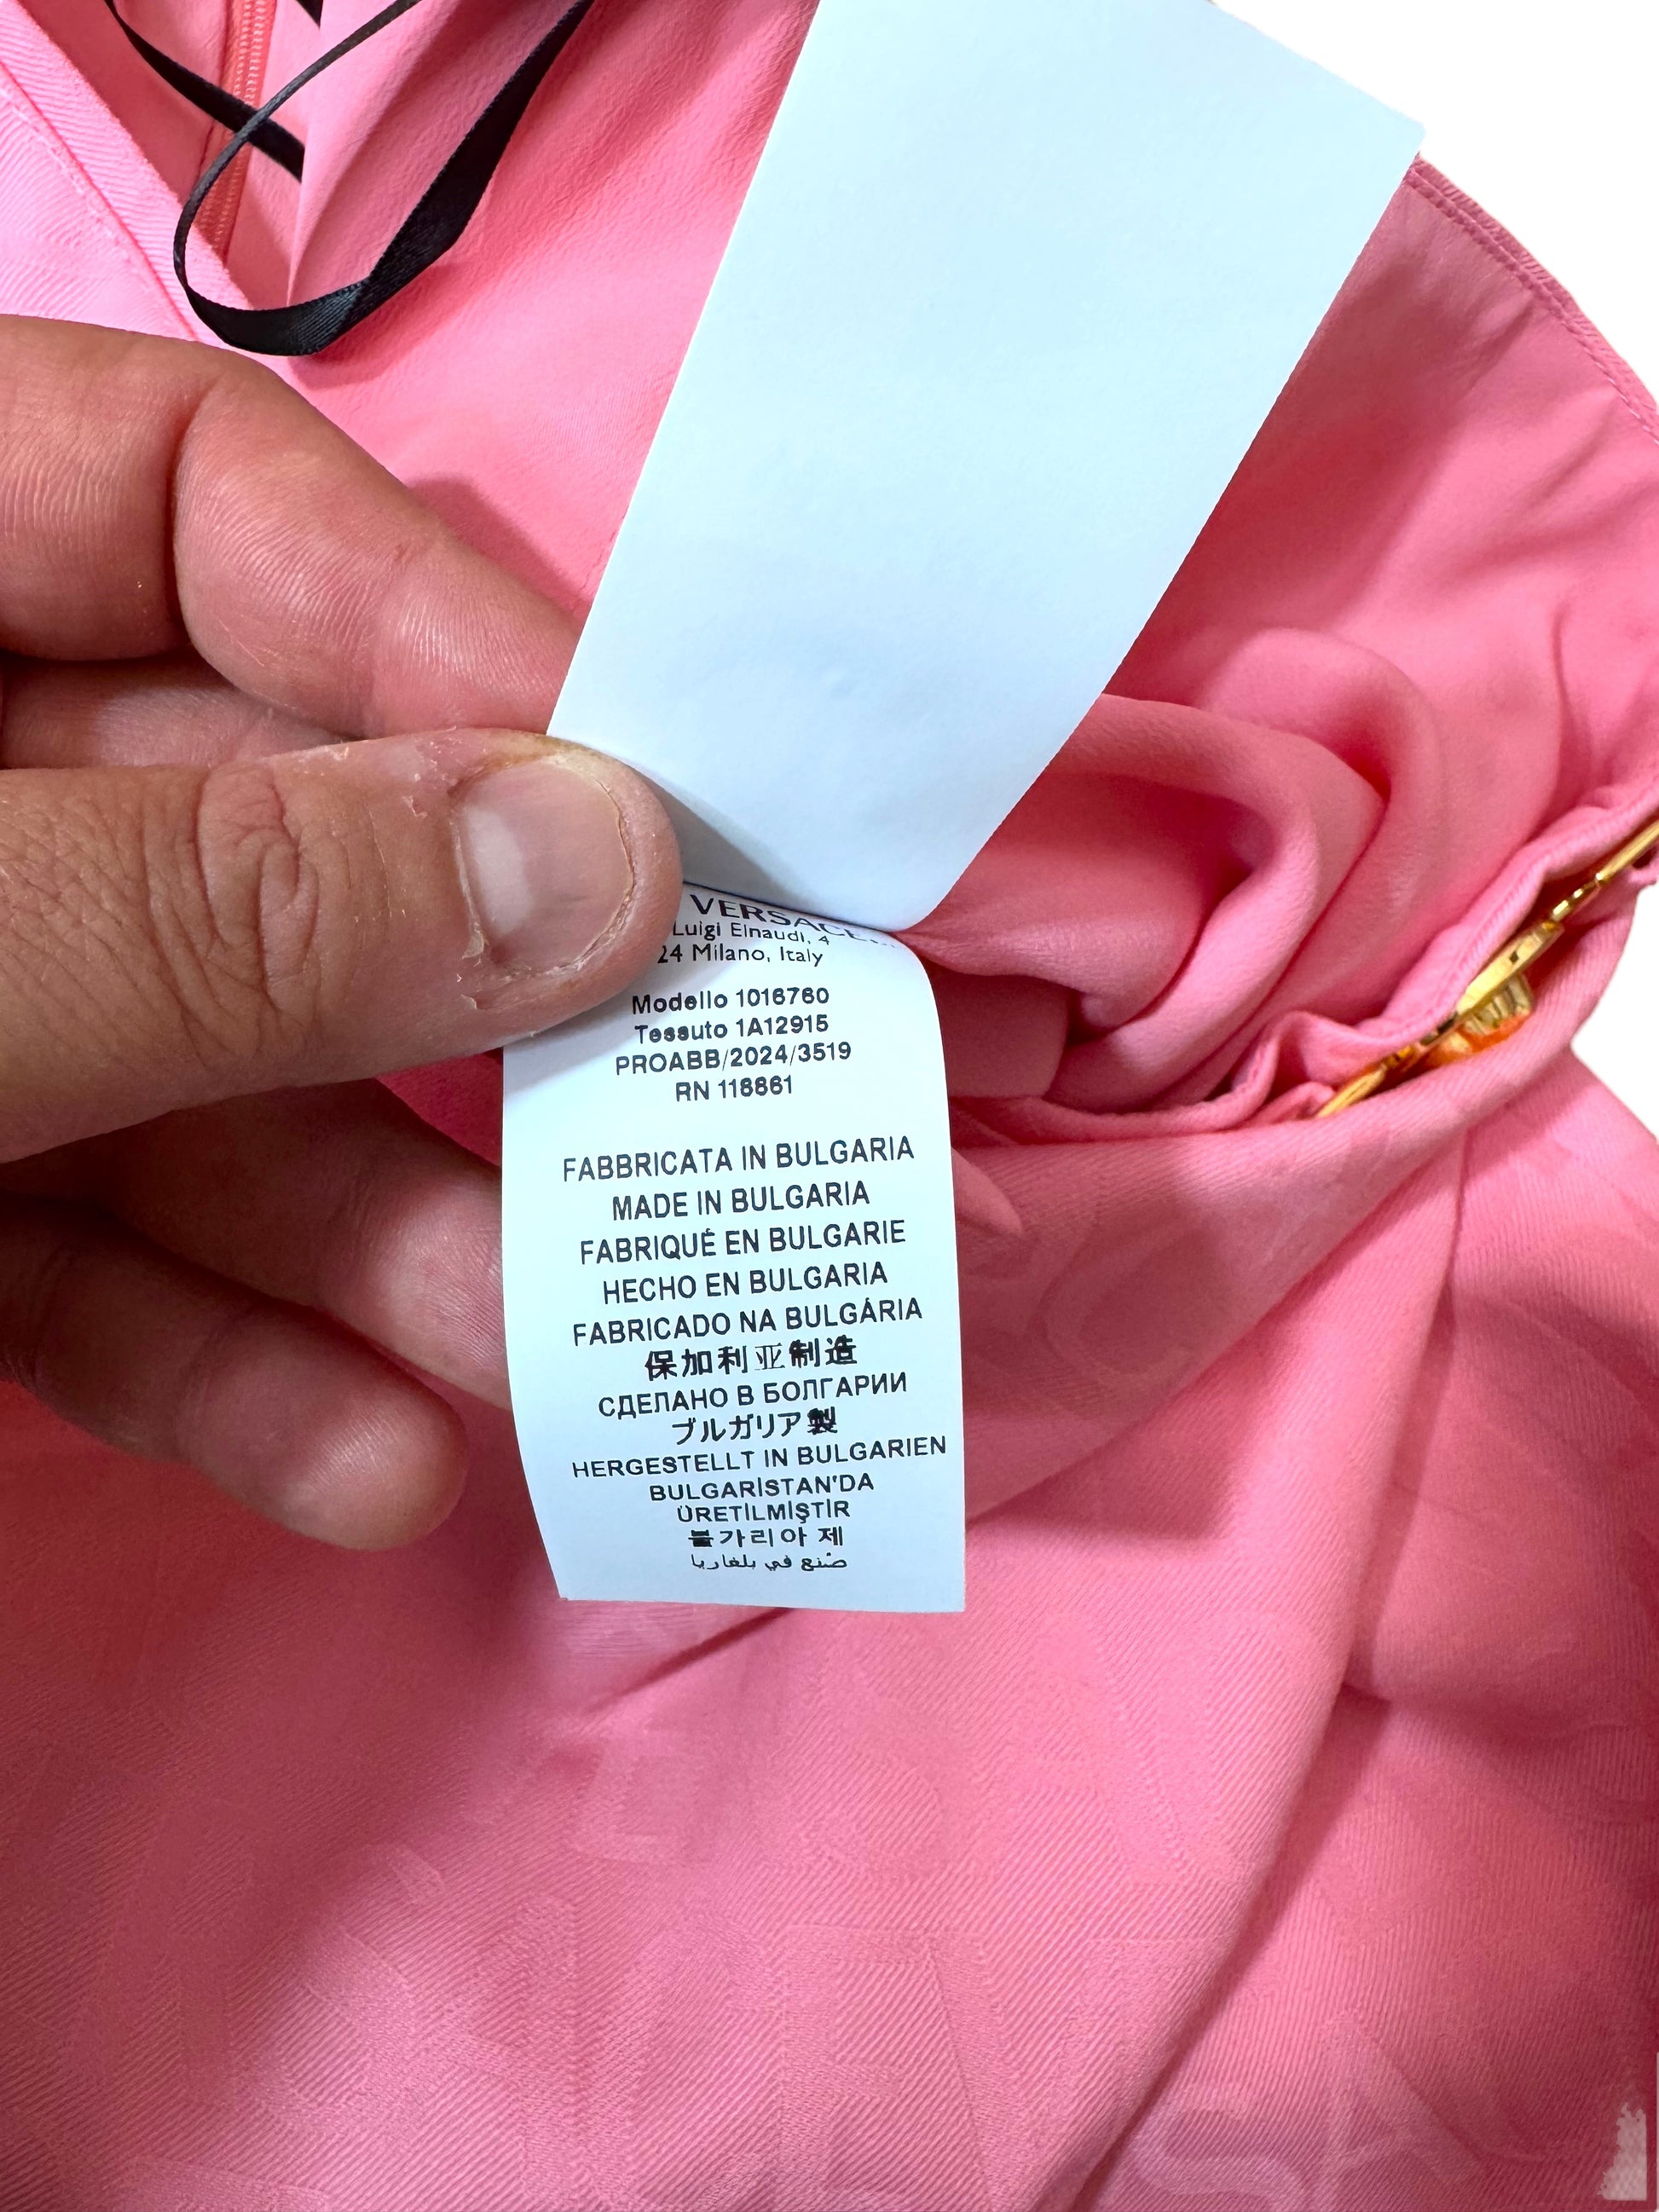 VERSACE
Luigi Einaudi, 4
24 Milano, Italy
Modello 1016760
Tessuto 1A12915
PROABB/2024/3519
RN 118861
FABBRICATA IN BULGARIA
MADE IN BULGARIA
FABRIQUÉ EN BULGARIE
HECHO EN BULGARIA
FABRICADO NA BULGÁRIA
保加利亚制造
СДЕЛАНО В БОЛГАРИИ
ブルガリア製
HERGESTELLT IN BULGARIEN
BULGARİSTAN'DA
ÜRETİLMİŞTİR
불가리아 제
صُنع في بلغاريا